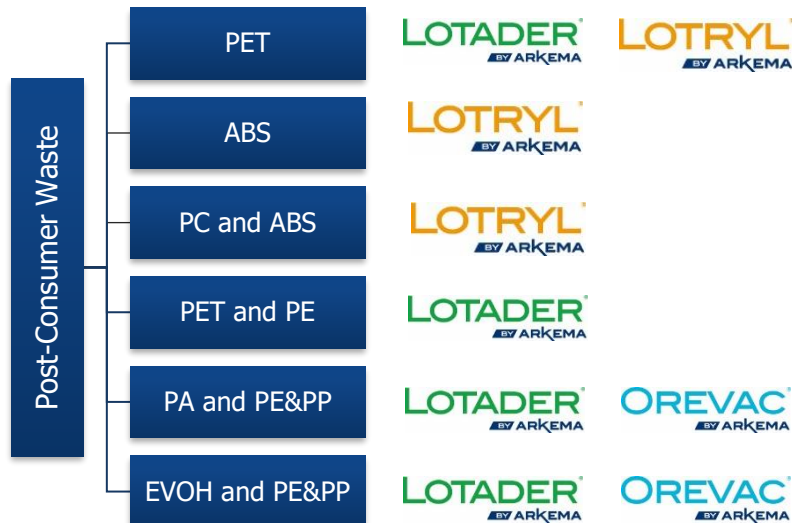 Post-Consumer Waste
PET
LOTADER®
BY ARKEMA
LOTRYL®
BY ARKEMA
ABS
LOTRYL®
BY ARKEMA
PC and ABS
LOTRYL®
BY ARKEMA
PET and PE
LOTADER®
BY ARKEMA
PA and PE&PP
LOTADER®
BY ARKEMA
OREVAC®
BY ARKEMA
EVOH and PE&PP
LOTADER®
BY ARKEMA
OREVAC®
BY ARKEMA